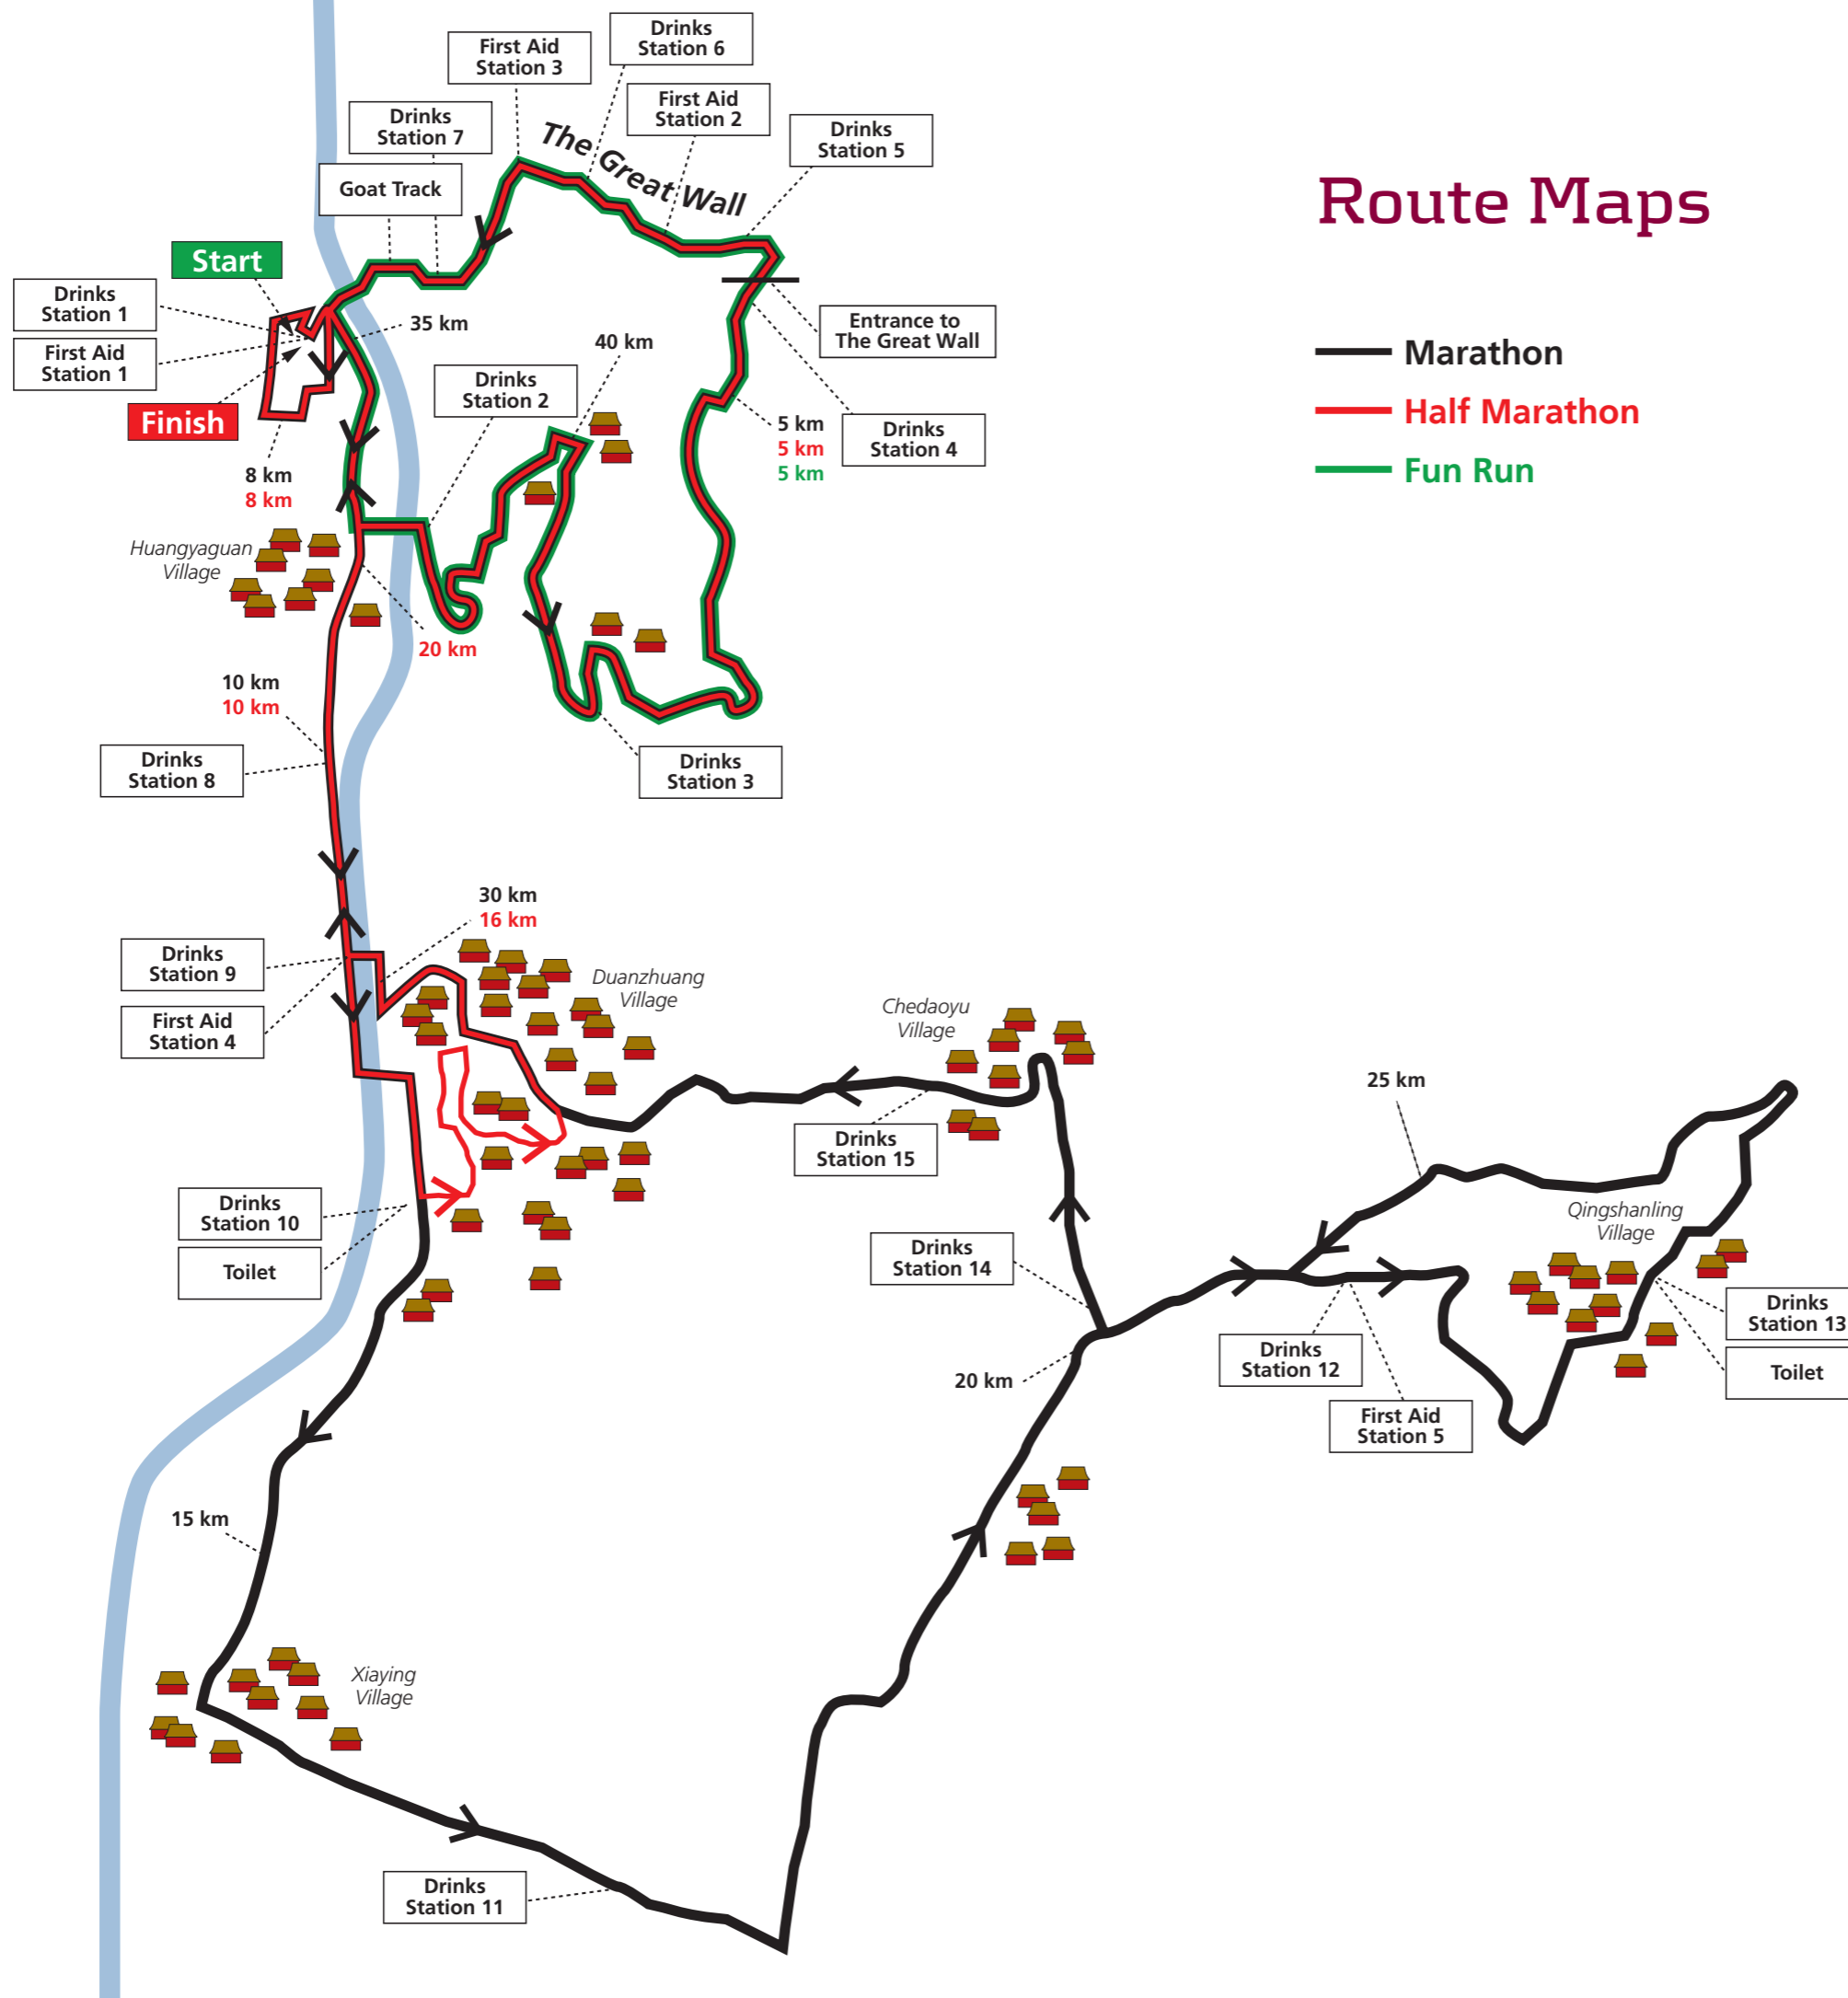 Route Maps
Marathon
Half Marathon
Fun Run
Drinks
Station 6
First Aid
Station 3
First Aid
Station 2
Drinks
Station 7
Drinks
Station 5
The Great Wall
Goat Track
Start
Drinks
Station 1
First Aid
Station 1
Finish
35 km
40 km
Entrance to
The Great Wall
Drinks
Station 2
5 km
5 km
5 km
Drinks
Station 4
8 km
8 km
Huangyaguan
Village
20 km
10 km
10 km
Drinks
Station 8
Drinks
Station 3
30 km
16 km
Drinks
Station 9
First Aid
Station 4
Duanzhuang
Village
Chedaoyu
Village
25 km
Drinks
Station 15
Drinks
Station 10
Toilet
Drinks
Station 14
Qingshanling
Village
Drinks
Station 13
Toilet
Drinks
Station 12
First Aid
Station 5
20 km
15 km
Xiaying
Village
Drinks
Station 11